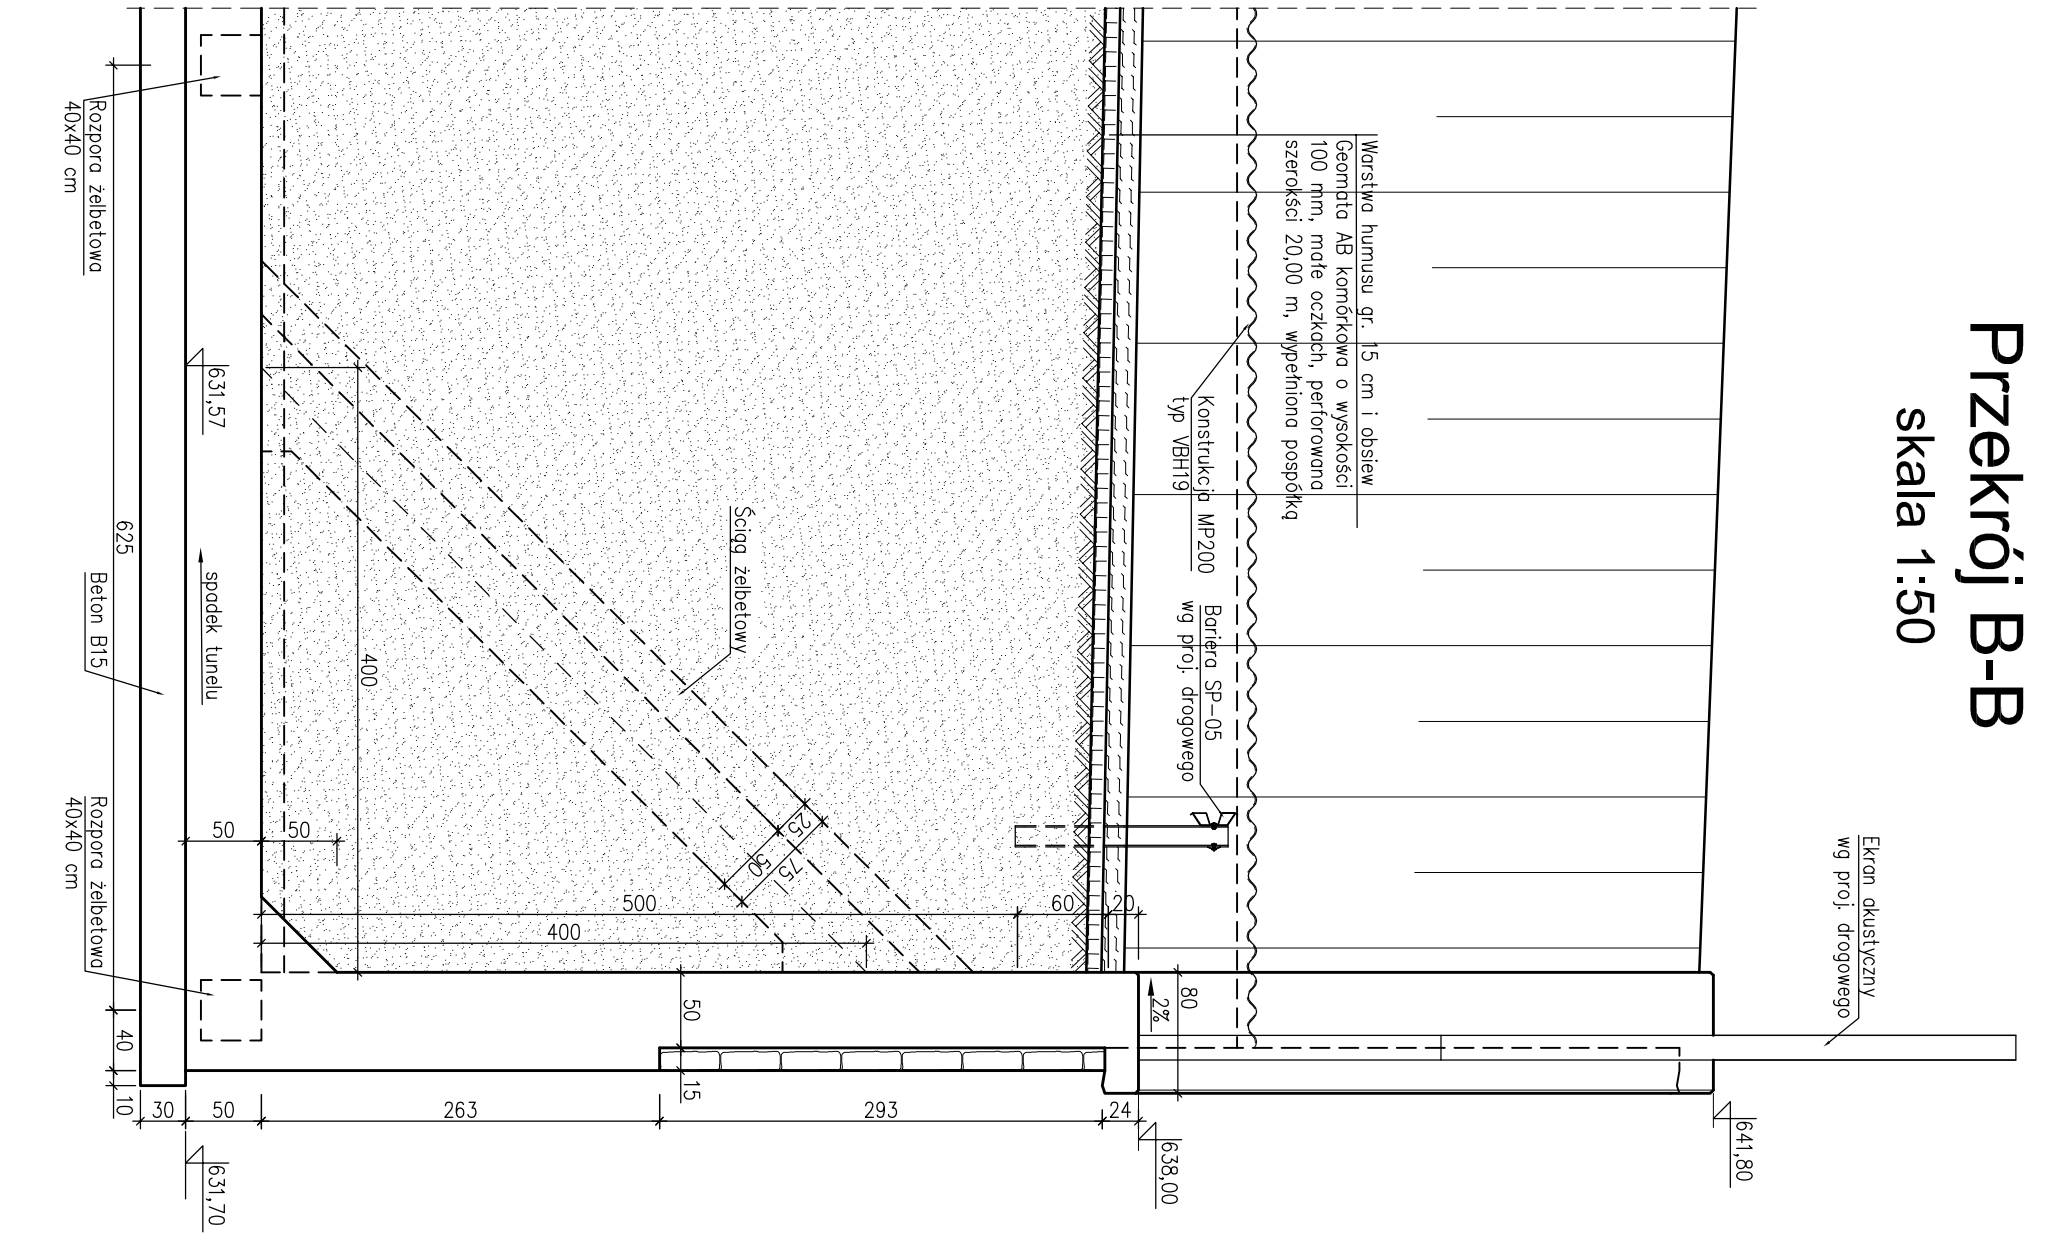 Przekrój B-B
skala 1:50
Ekran akustyczny
wg proj. drogowego
641,80
Warstwa humusu gr. 15 cm i obsiew
Geomata AB komórkowa o wysokości
100 mm, małe oczkach, perforowana
szerokści 20,00 m, wypełniona pospółką
Konstrukcja MP200
typ VBH19
Bariera SP-05
wg proj. drogowego
80
2%
638,00
20
60
500
400
24
293
263
50
30
50
15
Ściąg żelbetowy
25
50
75
400
50
50
631,57
spadek tunelu
631,70
625
40
10
Rozpora żelbetowa
40x40 cm
Beton B15
Rozpora żelbetowa
40x40 cm